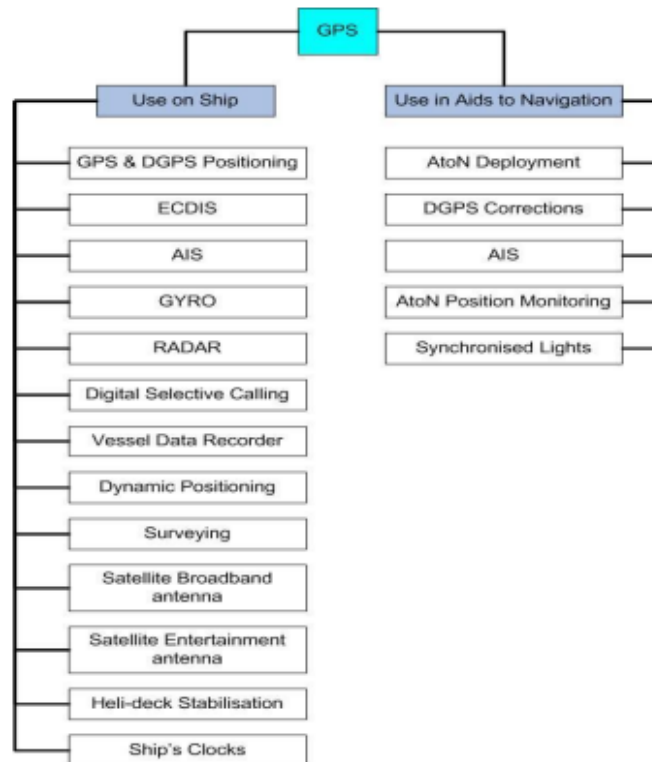 GPS
Use on Ship
GPS & DGPS Positioning
ECDIS
AIS
GYRO
RADAR
Digital Selective Calling
Vessel Data Recorder
Dynamic Positioning
Surveying
Satellite Broadband
antenna
Satellite Entertainment
antenna
Heli-deck Stabilisation
Ship's Clocks
Use in Aids to Navigation
AtoN Deployment
DGPS Corrections
AIS
AtoN Position Monitoring
Synchronised Lights